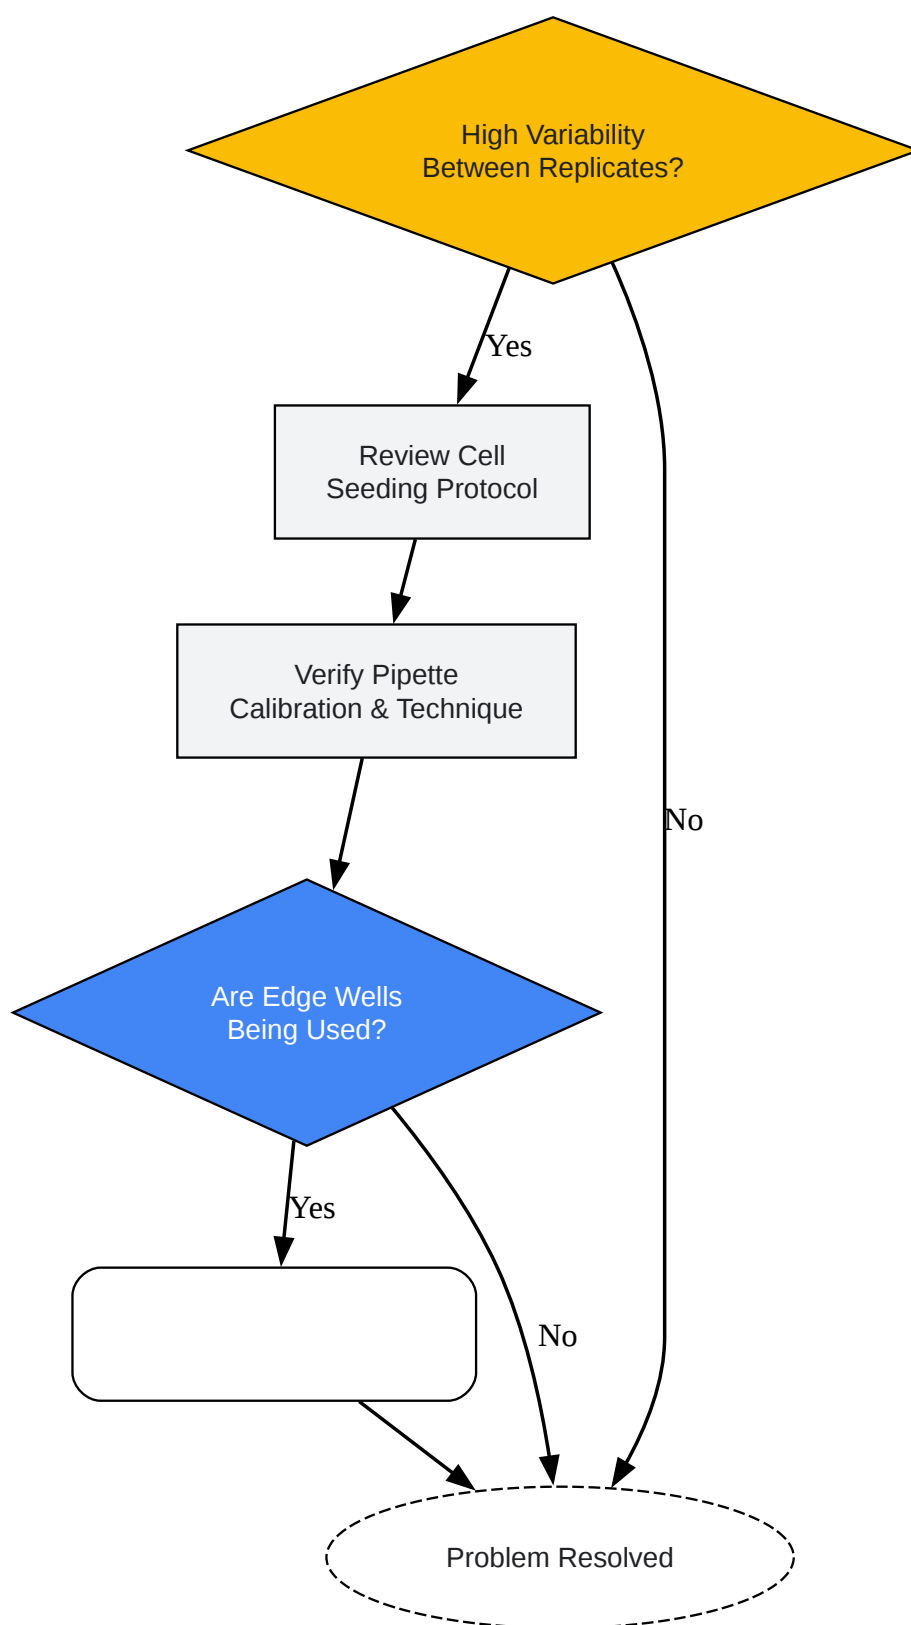 High Variability
Between Replicates?
Yes
Review Cell
Seeding Protocol
Verify Pipette
Calibration & Technique
No
Are Edge Wells
Being Used?
Yes
No
Problem Resolved